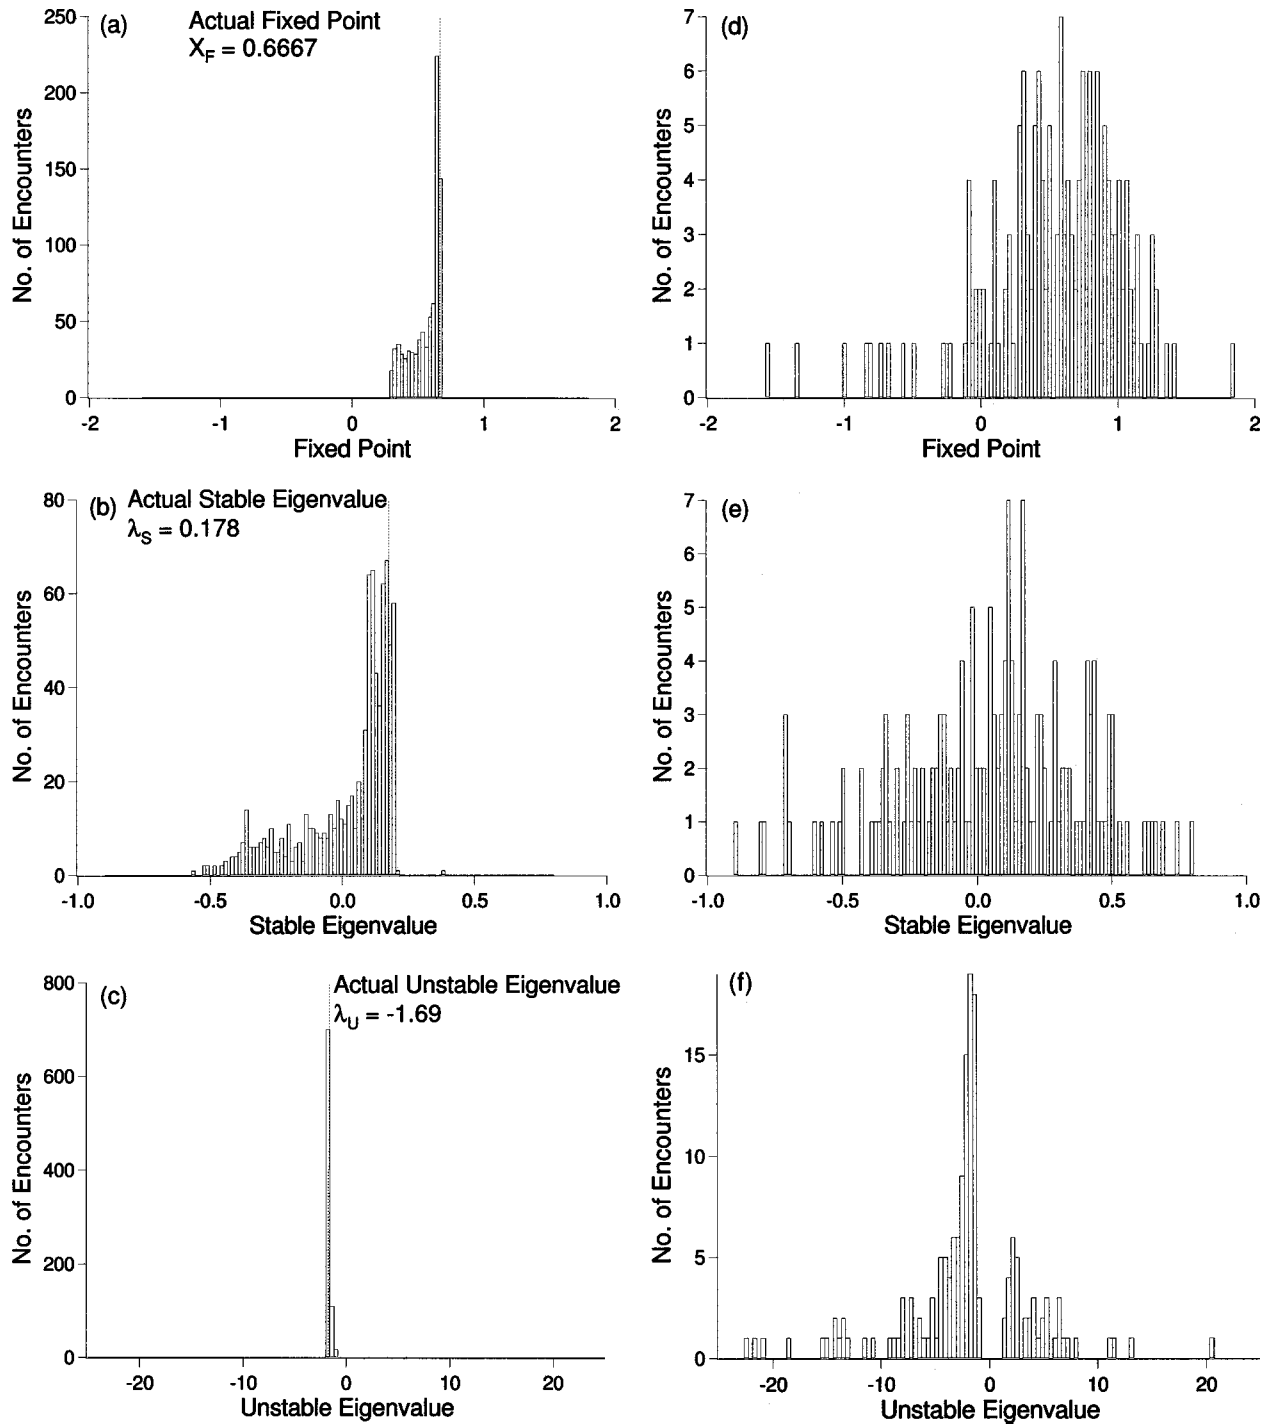 (a)
Actual Fixed Point
X_F = 0.6667
250
200
150
100
50
0
No. of Encounters
-2 -1 0 1 2
Fixed Point
(d)
7
6
5
4
3
2
1
0
No. of Encounters
-2 -1 0 1 2
Fixed Point
(b)
Actual Stable Eigenvalue
λ_S = 0.178
80
60
40
20
0
No. of Encounters
-1.0 -0.5 0.0 0.5 1.0
Stable Eigenvalue
(e)
7
6
5
4
3
2
1
0
No. of Encounters
-1.0 -0.5 0.0 0.5 1.0
Stable Eigenvalue
(c)
Actual Unstable Eigenvalue
λ_U = -1.69
800
600
400
200
0
No. of Encounters
-20 -10 0 10 20
Unstable Eigenvalue
(f)
15
10
5
0
No. of Encounters
-20 -10 0 10 20
Unstable Eigenvalue